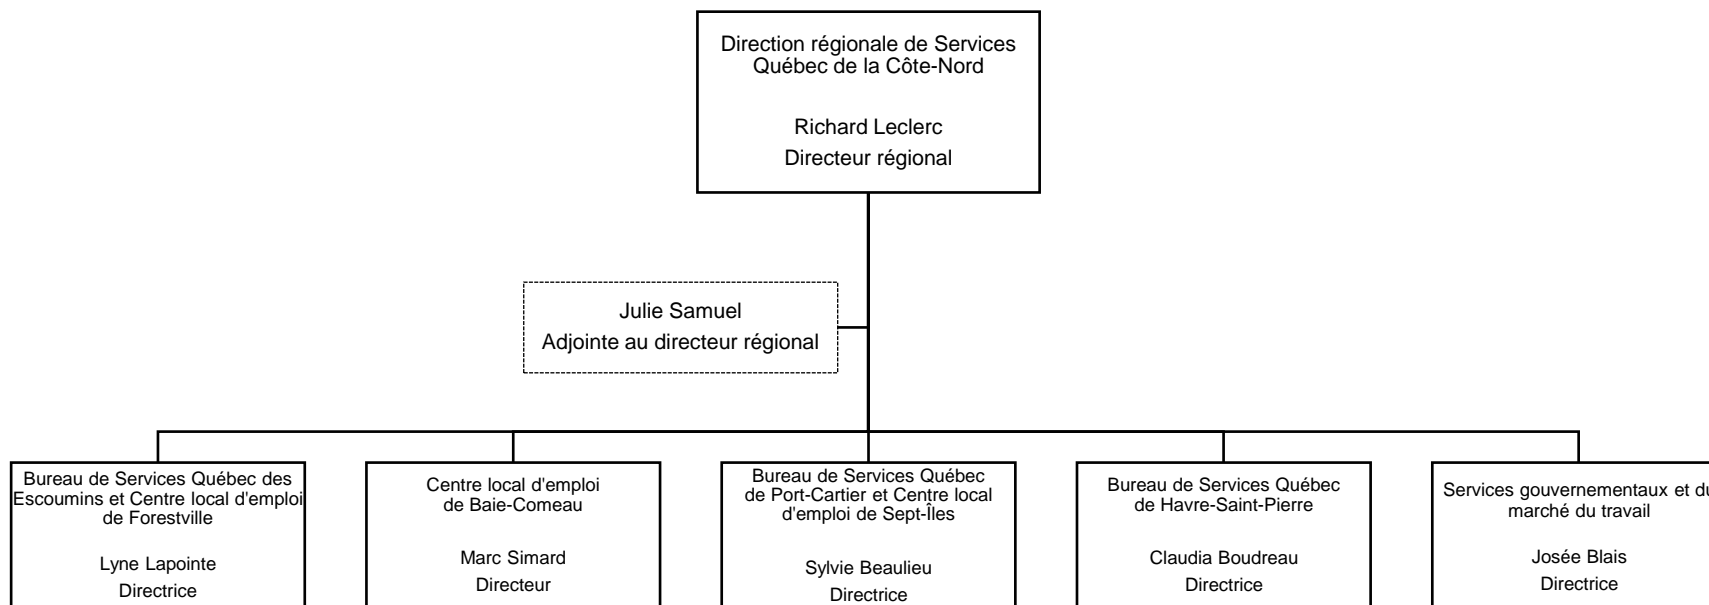 Direction régionale de Services
Québec de la Côte-Nord
Richard Leclerc
Directeur régional
Julie Samuel
Adjointe au directeur régional
Bureau de Services Québec des
Escoumins et Centre local d'emploi
de Forestville
Lyne Lapointe
Directrice
Centre local d'emploi
de Baie-Comeau
Marc Simard
Directeur
Bureau de Services Québec
de Port-Cartier et Centre local
d'emploi de Sept-Îles
Sylvie Beaulieu
Directrice
Bureau de Services Québec
de Havre-Saint-Pierre
Claudia Boudreau
Directrice
Services gouvernementaux et du
marché du travail
Josée Blais
Directrice